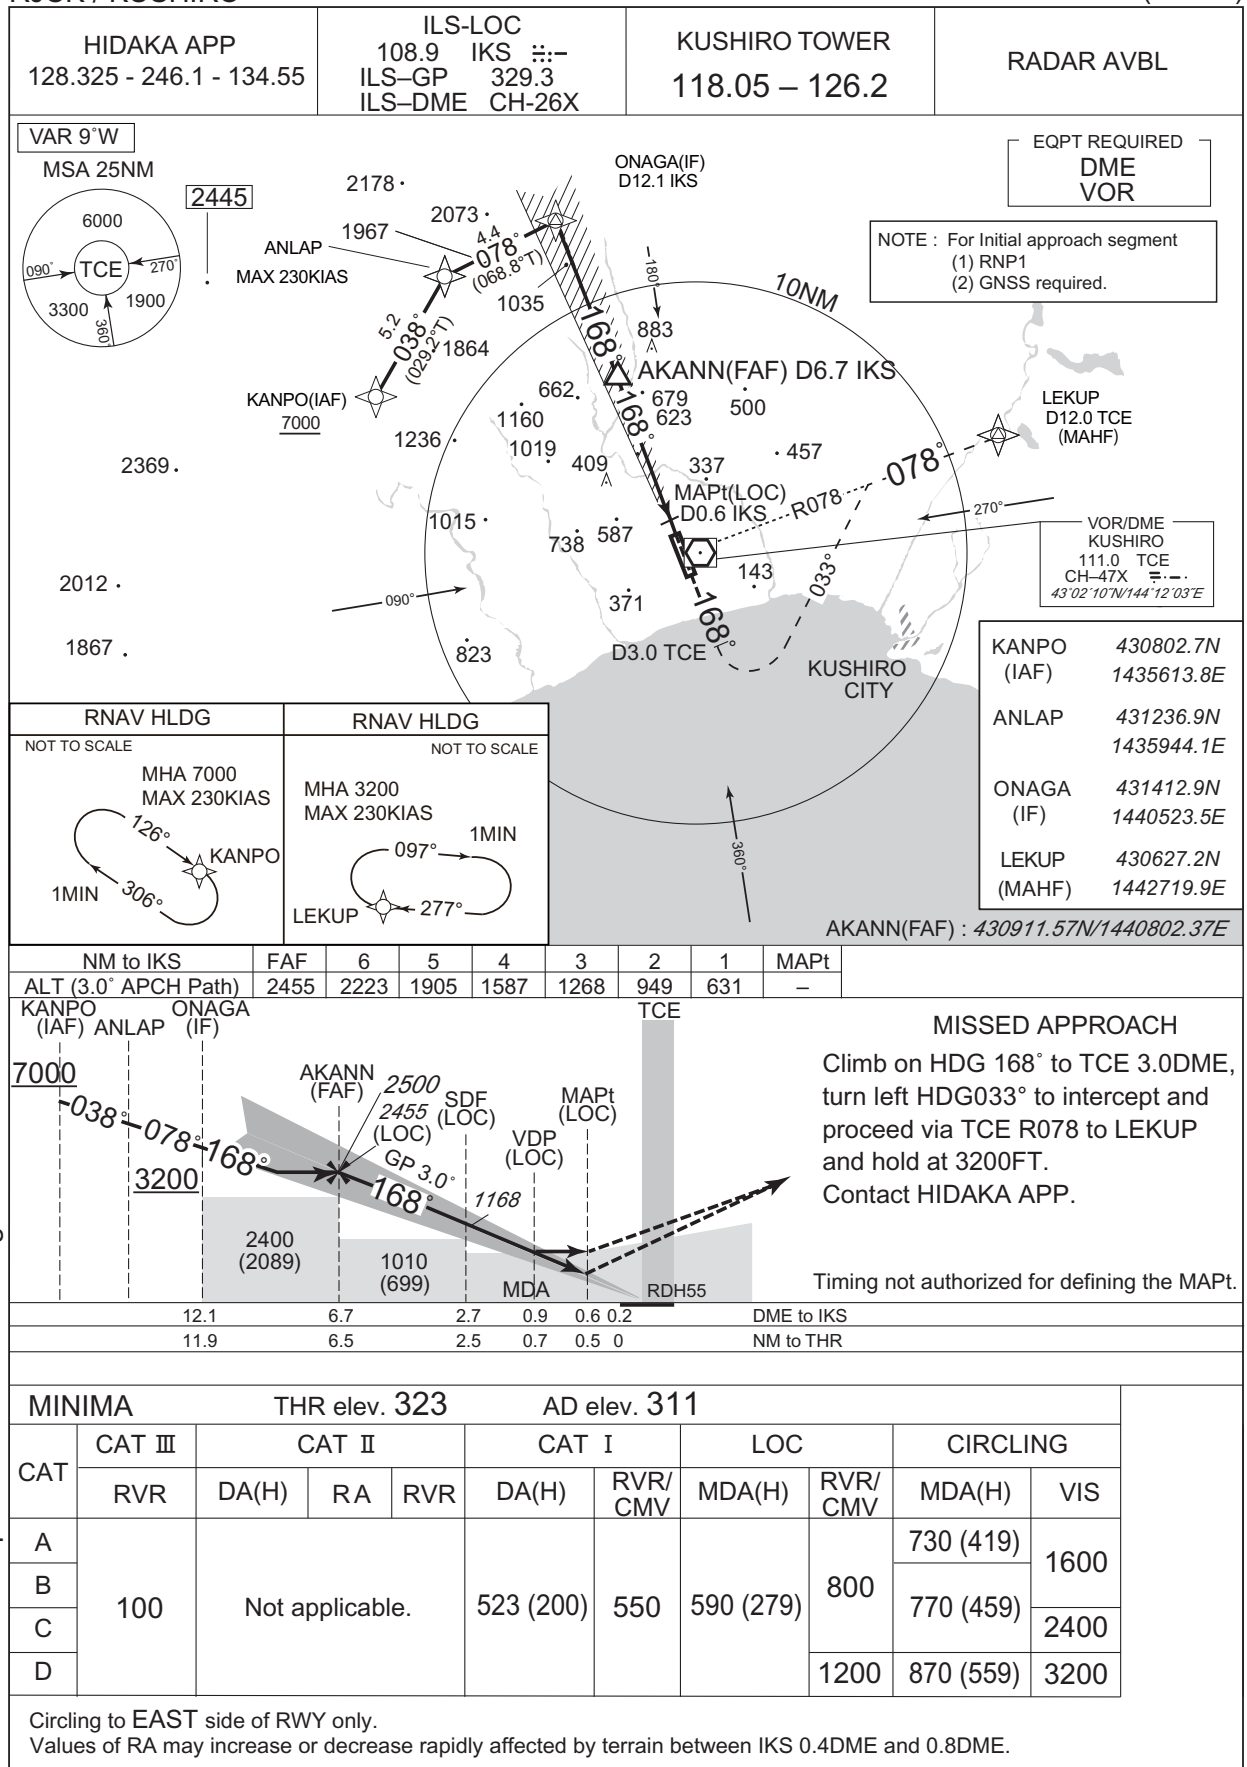 HIDAKA APP
128.325 - 246.1 - 134.55
ILS-LOC
108.9 IKS
ILS–GP 329.3
ILS–DME CH-26X
KUSHIRO TOWER
118.05 – 126.2
RADAR AVBL
VAR 9°W
MSA 25NM
6000
090°
TCE
270°
3300
1900
360°
2445
EQPT REQUIRED
DME
VOR
NOTE : For Initial approach segment
(1) RNP1
(2) GNSS required.
ONAGA(IF)
D12.1 IKS
2178
2073
1967
ANLAP
MAX 230KIAS
4.4
078°
(068.8°T)
1035
5.2
038°
(029.2°T)
1864
KANPO(IAF)
7000
180°
10NM
883
168°
AKANN(FAF) D6.7 IKS
168°
662
1160
679
623
500
1236
1019
409
337
457
LEKUP
D12.0 TCE
(MAHF)
2369
078°
MAPt(LOC)
D0.6 IKS
R078
270°
1015
738
587
VOR/DME
KUSHIRO
111.0 TCE
CH–47X
43°02´10˝N/144°12´03˝E
2012
090°
371
143
033°
1867
823
168°
D3.0 TCE
KUSHIRO
CITY
360°
KANPO 430802.7N
(IAF) 1435613.8E
ANLAP 431236.9N
1435944.1E
ONAGA 431412.9N
(IF) 1440523.5E
LEKUP 430627.2N
(MAHF) 1442719.9E
AKANN(FAF) : 430911.57N/1440802.37E
RNAV HLDG
NOT TO SCALE
MHA 7000
MAX 230KIAS
126°
KANPO
1MIN
306°
RNAV HLDG
NOT TO SCALE
MHA 3200
MAX 230KIAS
1MIN
097°
LEKUP
277°
NM to IKS FAF 6 5 4 3 2 1 MAPt
ALT (3.0° APCH Path) 2455 2223 1905 1587 1268 949 631 –
KANPO
(IAF)
ANLAP
ONAGA
(IF)
TCE
7000
038°
078°
168°
3200
AKANN
(FAF)
2500
2455
(LOC)
SDF
(LOC)
VDP
(LOC)
MAPt
(LOC)
GP 3.0°
168°
1168
2400
(2089)
1010
(699)
MDA
RDH55
MISSED APPROACH
Climb on HDG 168° to TCE 3.0DME,
turn left HDG033° to intercept and
proceed via TCE R078 to LEKUP
and hold at 3200FT.
Contact HIDAKA APP.
Timing not authorized for defining the MAPt.
12.1 6.7 2.7 0.9 0.6 0.2 DME to IKS
11.9 6.5 2.5 0.7 0.5 0 NM to THR
MINIMA THR elev. 323 AD elev. 311
CAT CAT Ⅲ CAT Ⅱ CAT Ⅰ LOC CIRCLING
RVR DA(H) RA RVR DA(H) RVR/CMV MDA(H) RVR/CMV MDA(H) VIS
A 730 (419)
1600
B
100 Not applicable. 523 (200) 550 590 (279) 800 770 (459)
C 2400
D 1200 870 (559) 3200
Circling to EAST side of RWY only.
Values of RA may increase or decrease rapidly affected by terrain between IKS 0.4DME and 0.8DME.